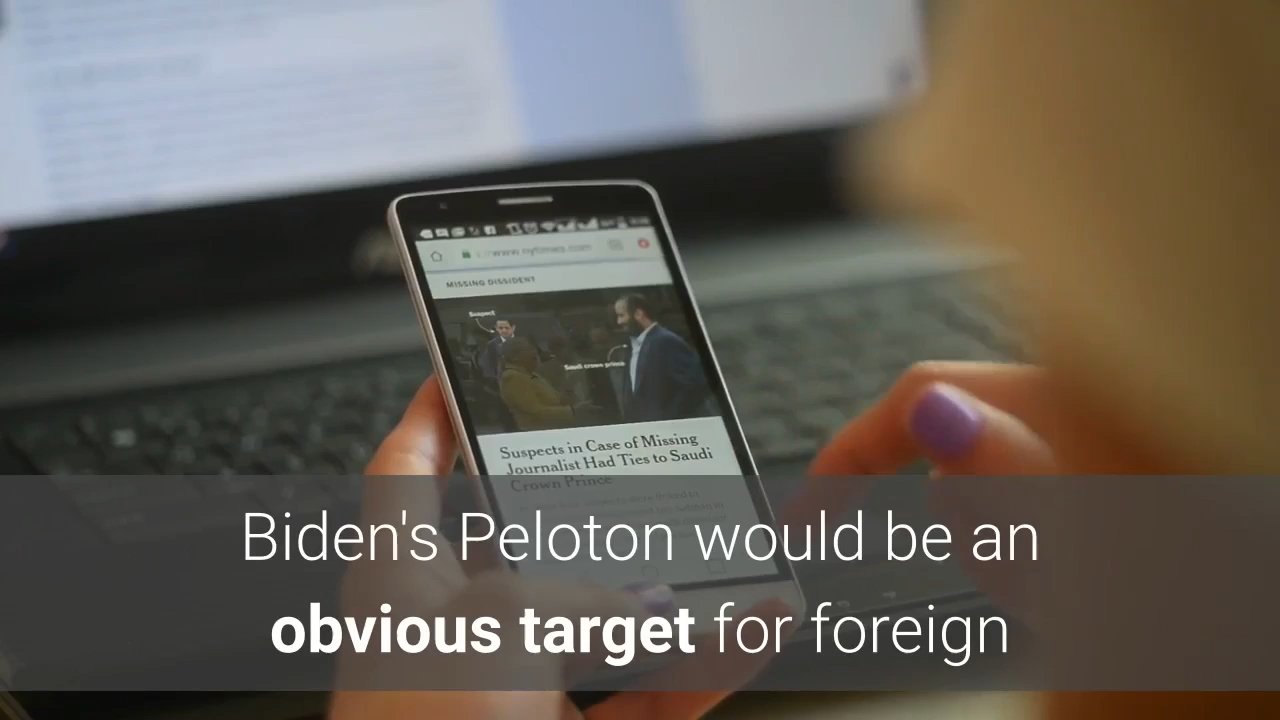 www.nytimes.com
MISSING DISSIDENT
Suspect
Saudi crown prince
Suspects in Case of Missing
Journalist Had Ties to Saudi
Crown Prince
Biden's Peloton would be an
obvious target for foreign